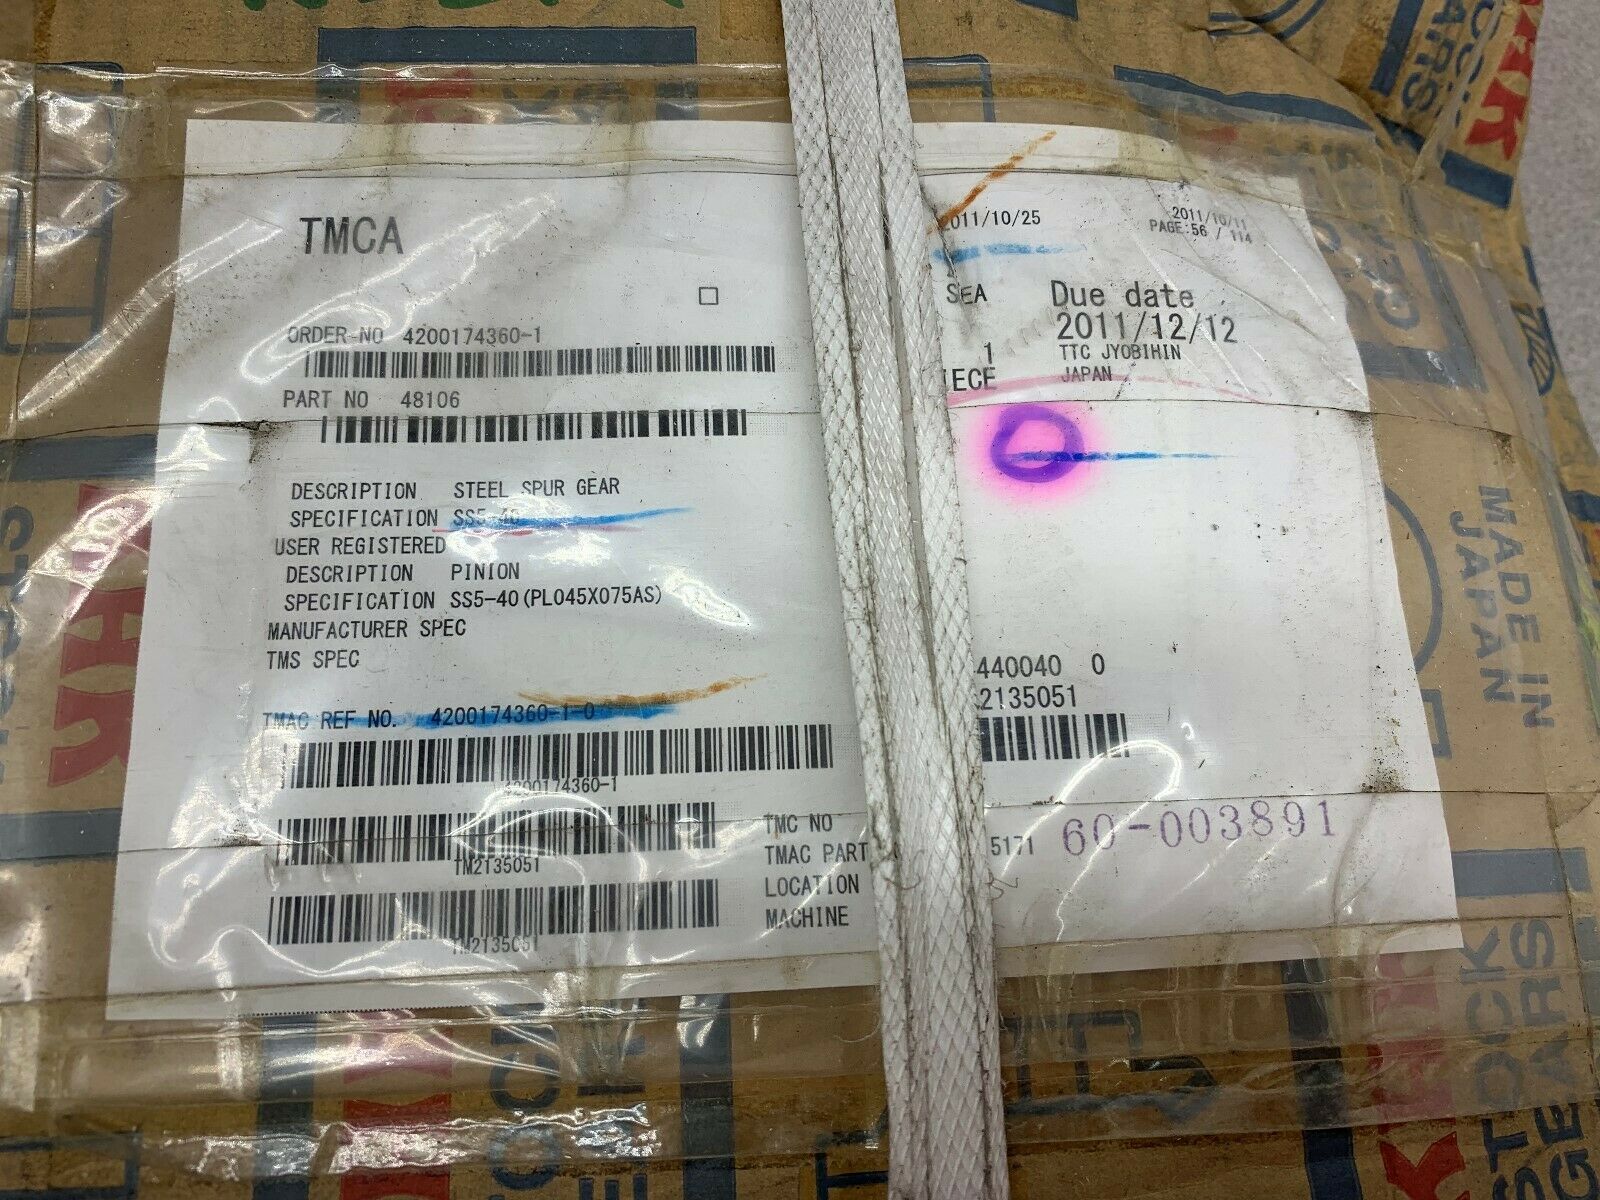 TMCA
011/10/25
2011/10/11
PAGE:56 / 114
SEA
Due date
2011/12/12
ORDER-NO 4200174360-1
1
TTC JYOBIHIN
IECE
JAPAN
PART NO 48106
DESCRIPTION STEEL SPUR GEAR
SPECIFICATION SS5-40
USER REGISTERED
DESCRIPTION PINION
SPECIFICATION SS5-40(PL045X075AS)
MANUFACTURER SPEC
TMS SPEC
440040 0
2135051
TMAC REF NO. 4200174360-1-0
4200174360-1
TMC NO
TMAC PART
5171
60-003891
TM2135051
LOCATION
MACHINE
TM2135051
MADE IN
JAPAN
STOCK
GEARS